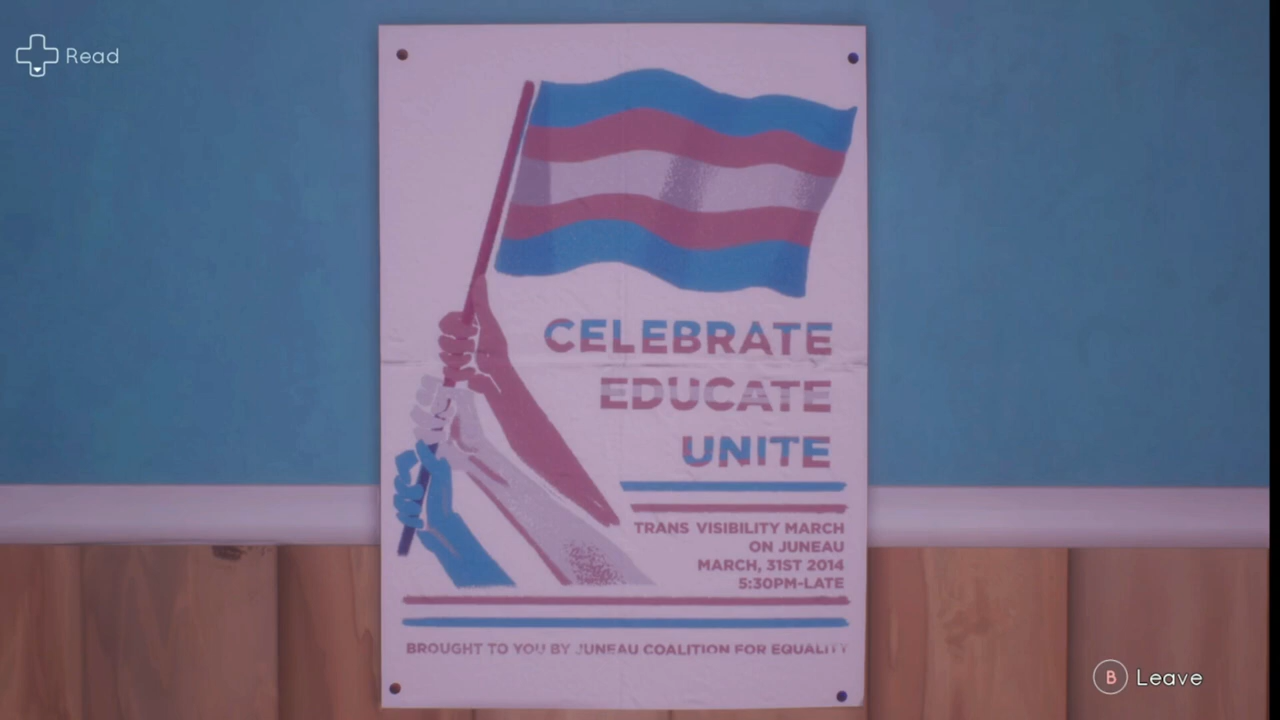 Read
CELEBRATE
EDUCATE
UNITE
TRANS VISIBILITY MARCH
ON JUNEAU
MARCH, 31ST 2014
5:30PM-LATE
BROUGHT TO YOU BY JUNEAU COALITION FOR EQUALITY
B Leave